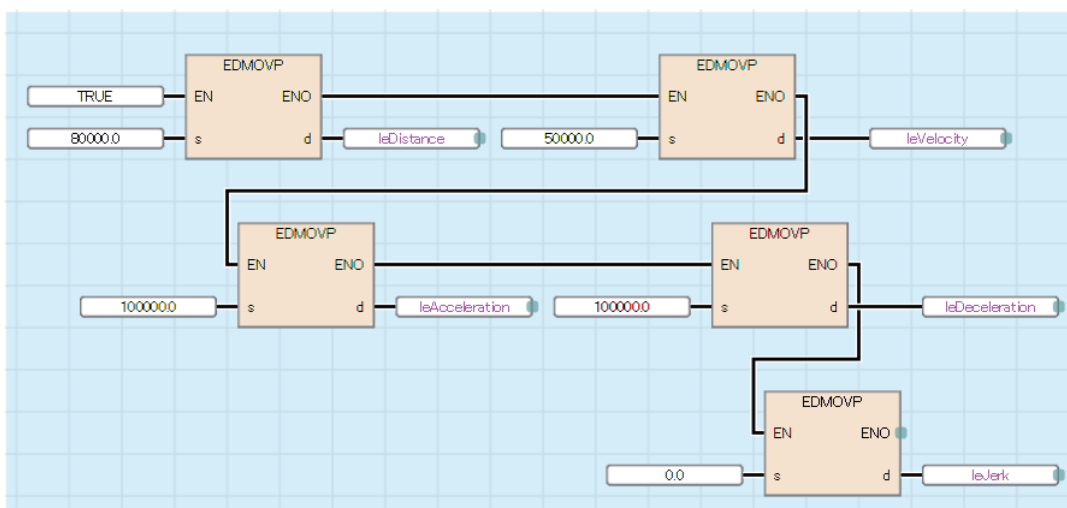 EDMOVP EDMOVP
TRUE EN ENO EN ENO
80000.0 s d leDistance 50000.0 s d leVelocity
EDMOVP EDMOVP
EN ENO EN ENO
100000.0 s d leAcceleration 100000.0 s d leDeceleration
EDMOVP
EN ENO
0.0 s d leJerk